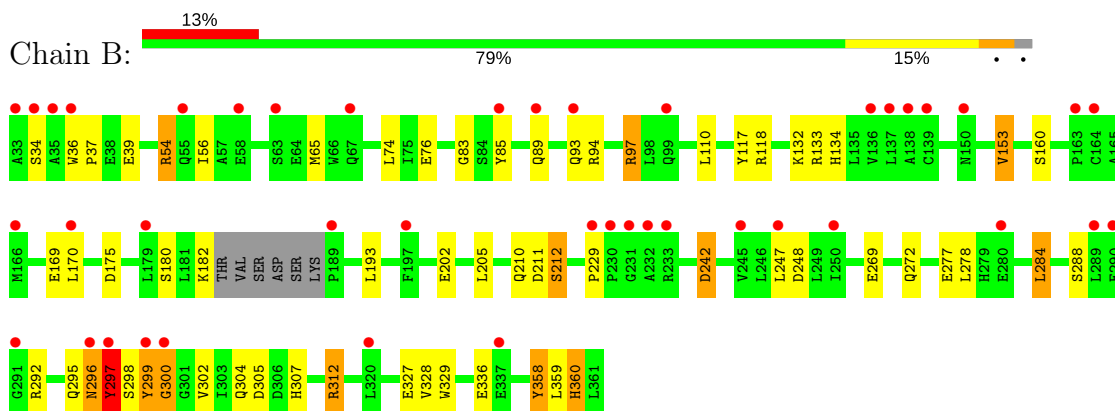 13%
Chain B:
79% 15% • •
A33 S34 A35 W36 P37 E38 E39 R54 Q55 I56 A57 E58 S63 E64 M65 W66 Q67 L74 I75 E76 G83 S84 Y85 Q89 Q93 R94 R97 L98 Q99 L110 Y117 R118 K132 R133 H134 L135 V136 L137 A138 C139 N150 V153 S160 P163 C164 A165
M166 E169 L170 D175 L179 S180 L181 K182 THR VAL SER ASP SER LYS P189 L193 F197 E202 L205 Q210 D211 S212 P229 P230 G231 A232 R233 D242 V245 L246 L247 D248 L249 I250 E269 Q272 E277 L278 H279 E280 L284 S288 L289
G291 R292 Q295 N296 Y297 S298 Y299 G300 G301 V302 I303 Q304 D305 D306 H307 R312 L320 E327 V328 W329 E336 E337 Y358 L359 H360 L361